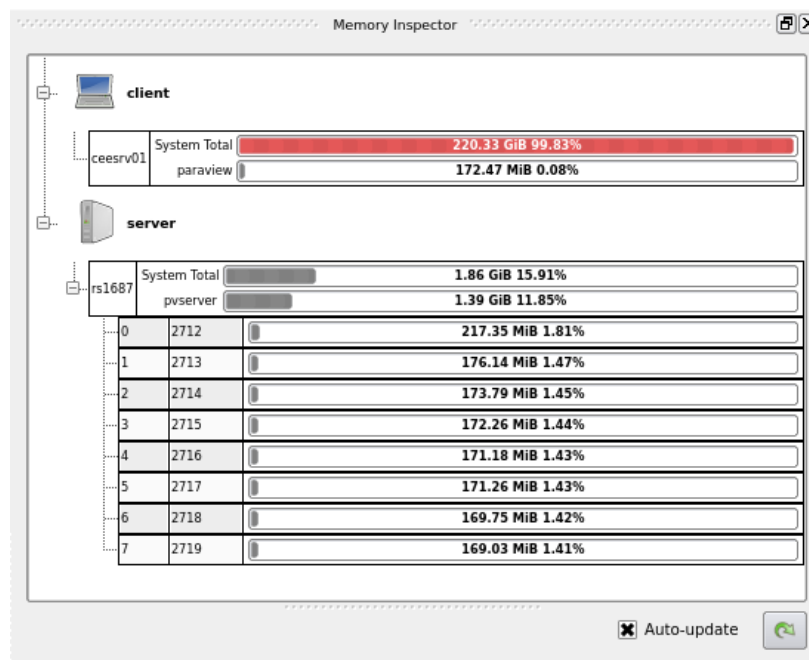 Memory Inspector
client
ceesrv01
System Total 220.33 GiB 99.83%
paraview 172.47 MiB 0.08%
server
rs1687
System Total 1.86 GiB 15.91%
pvserver 1.39 GiB 11.85%
0 2712 217.35 MiB 1.81%
1 2713 176.14 MiB 1.47%
2 2714 173.79 MiB 1.45%
3 2715 172.26 MiB 1.44%
4 2716 171.18 MiB 1.43%
5 2717 171.26 MiB 1.43%
6 2718 169.75 MiB 1.42%
7 2719 169.03 MiB 1.41%
Auto-update